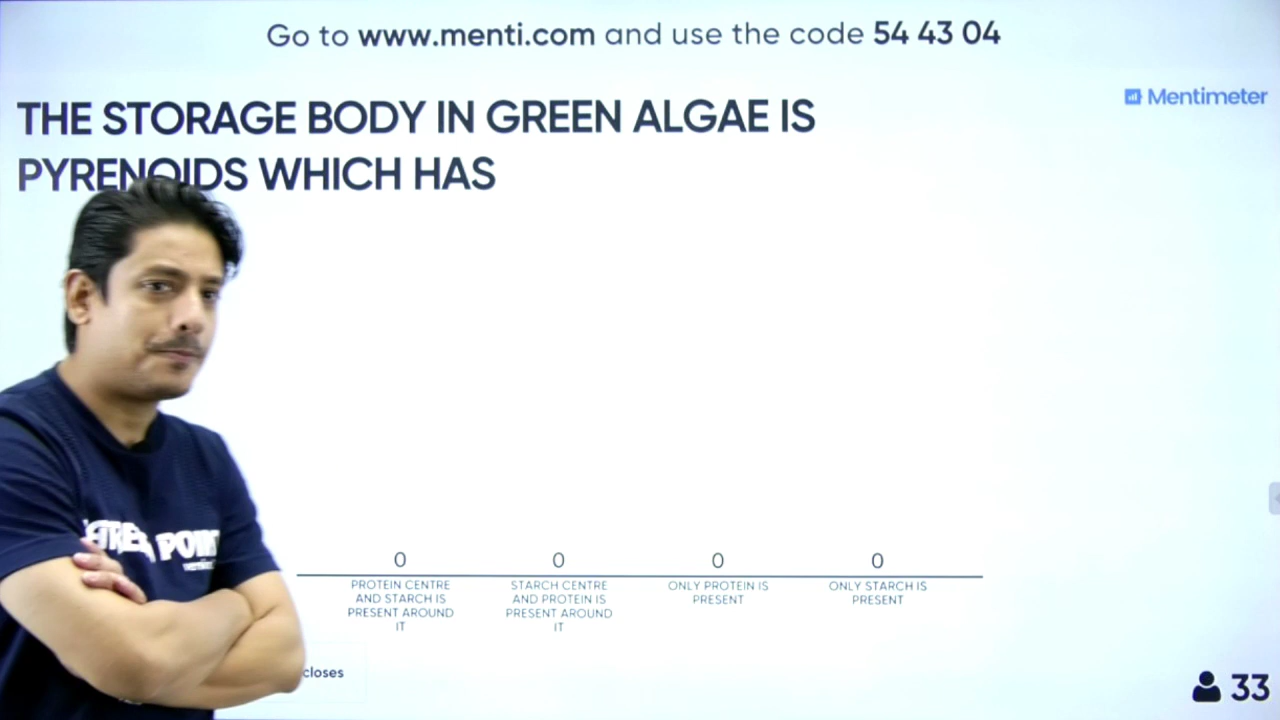 Go to www.menti.com and use the code 54 43 04
Mentimeter
THE STORAGE BODY IN GREEN ALGAE IS
PYRENOIDS WHICH HAS
0
0
0
0
PROTEIN CENTRE
AND STARCH IS
PRESENT AROUND
IT
STARCH CENTRE
AND PROTEIN IS
PRESENT AROUND
IT
ONLY PROTEIN IS
PRESENT
ONLY STARCH IS
PRESENT
closes
33